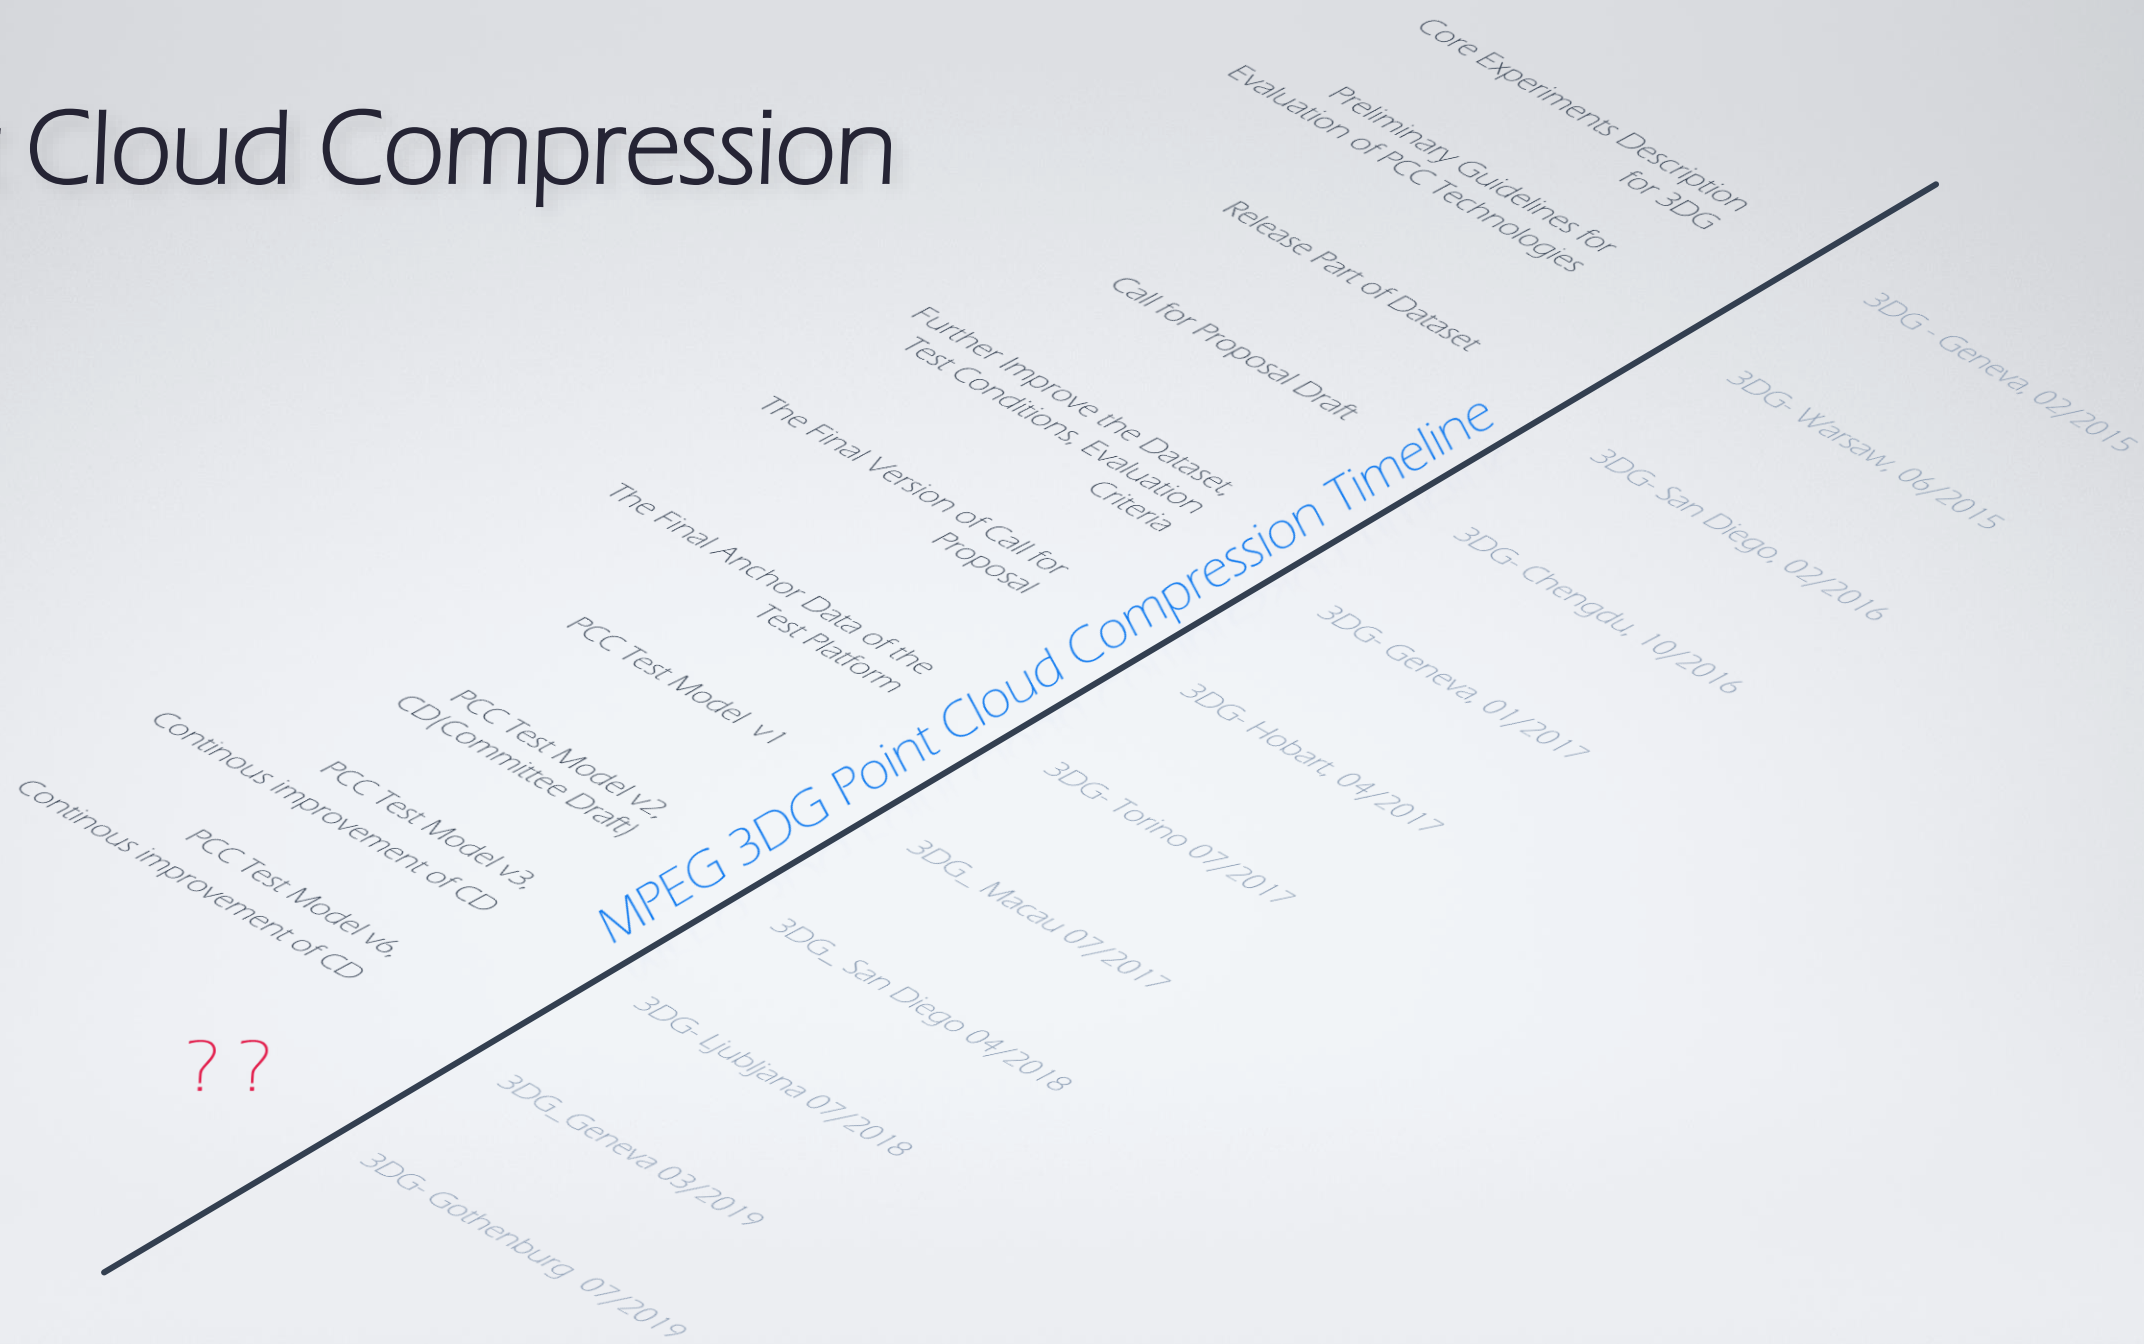 Cloud Compression
Core Experiments Description
for 3DG
Preliminary Guidelines for
Evaluation of PCC Technologies
Release Part of Dataset
Call for Proposal Draft
Further Improve the Dataset,
Test Conditions, Evaluation
Criteria
The Final Version of Call for
Proposal
The Final Anchor Data of the
Test Platform
PCC Test Model v1
PCC Test Model v2,
CD(Committee Draft)
PCC Test Model v3,
Continous improvement of CD
PCC Test Model v6,
Continous improvement of CD
? ?
MPEG 3DG Point Cloud Compression Timeline
3DG - Geneva, 02/2015
3DG- Warsaw, 06/2015
3DG- San Diego, 02/2016
3DG- Chengdu, 10/2016
3DG- Geneva, 01/2017
3DG- Hobart, 04/2017
3DG- Torino 07/2017
3DG_ Macau 07/2017
3DG_ San Diego 04/2018
3DG- Ljubljana 07/2018
3DG_Geneva 03/2019
3DG- Gothenburg 07/2019